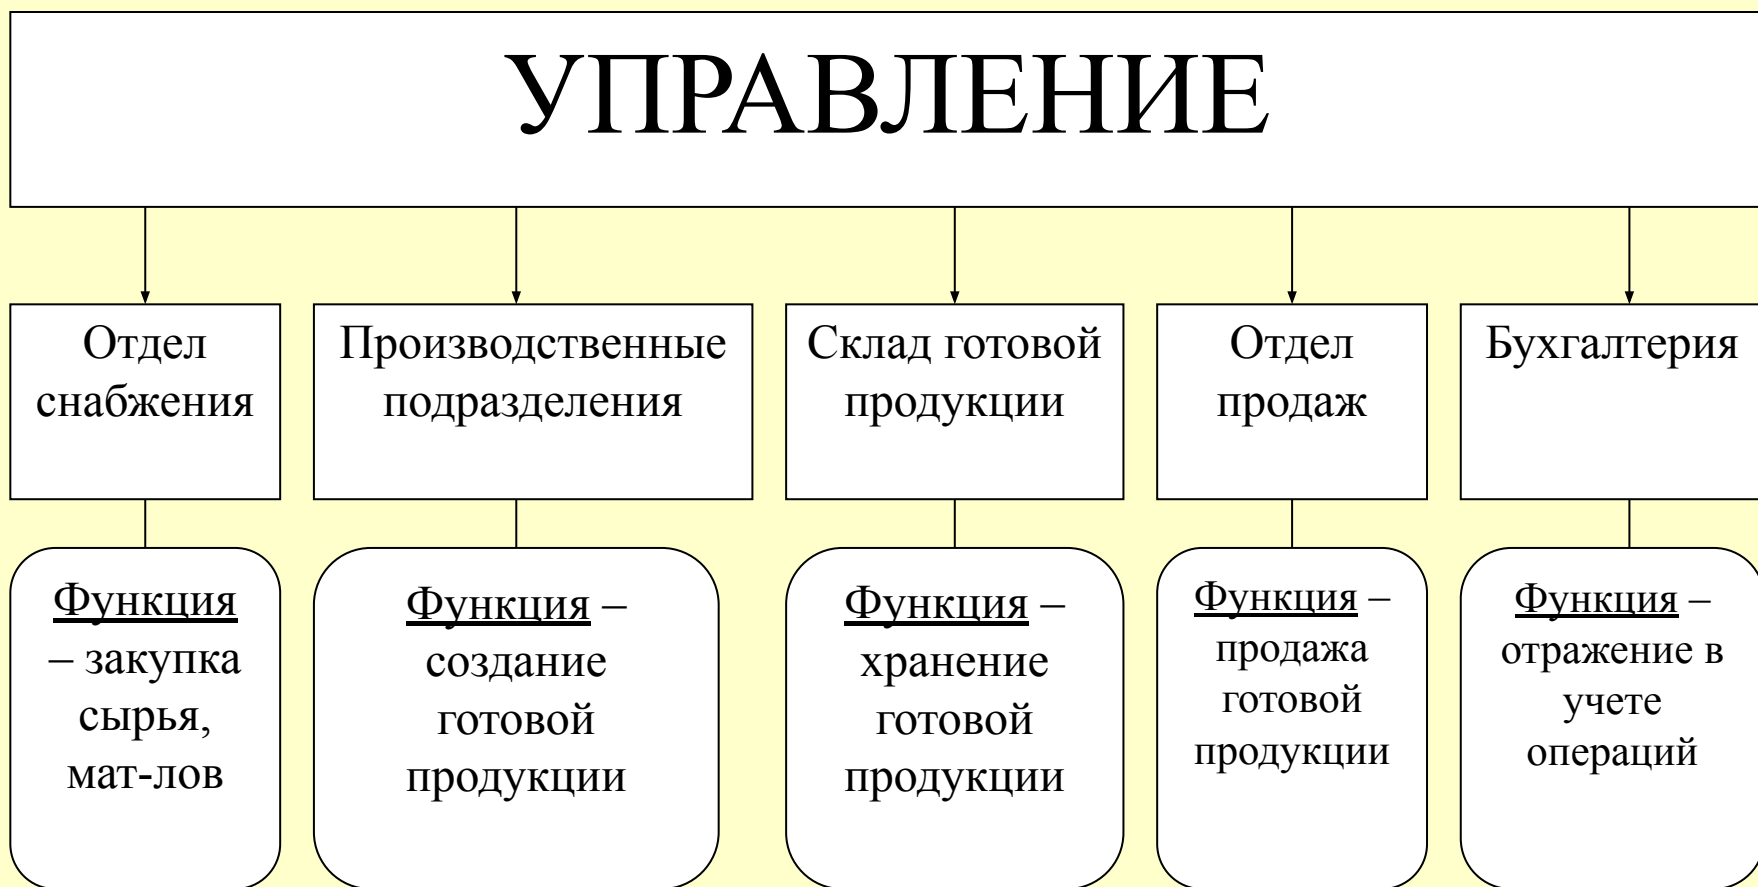 УПРАВЛЕНИЕ
Отдел
снабжения
Производственные
подразделения
Склад готовой
продукции
Отдел
продаж
Бухгалтерия
Функция
– закупка
сырья,
мат-лов
Функция –
создание
готовой
продукции
Функция –
хранение
готовой
продукции
Функция –
продажа
готовой
продукции
Функция –
отражение в
учете
операций